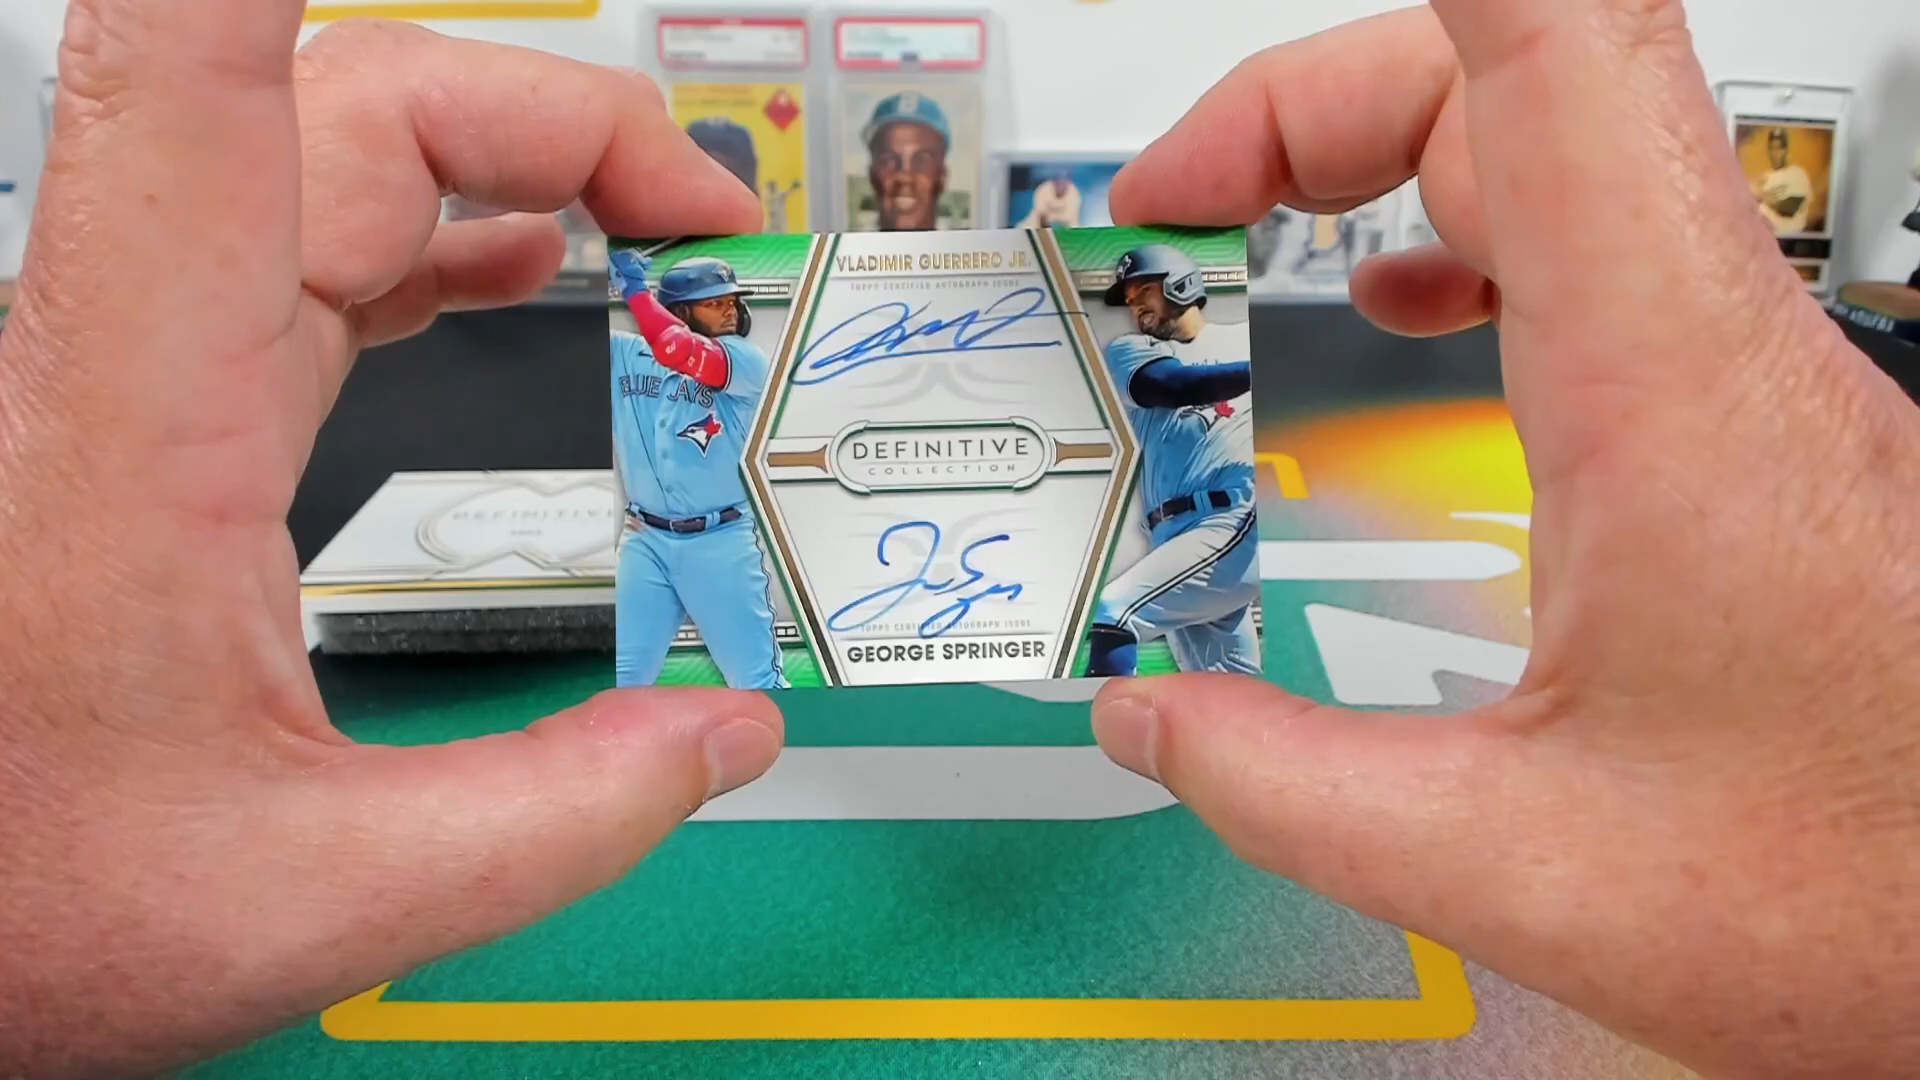 VLADIMIR GUERRERO JR.
TOPPS CERTIFIED AUTOGRAPH ISSUE
BLUE JAYS
DEFINITIVE
COLLECTION
DEFINITIVE
TOPPS CERTIFIED AUTOGRAPH ISSUE
GEORGE SPRINGER